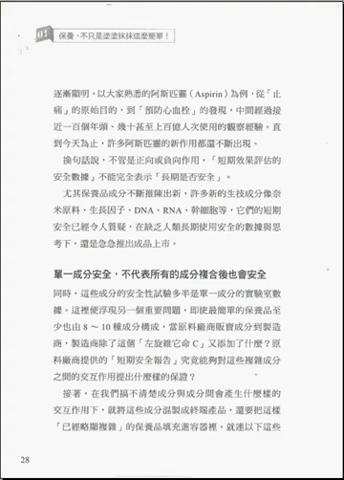 01 保養，不只是塗塗抹抹這麼簡單！
逐漸顯明。以大家熟悉的阿斯匹靈（Aspirin）為例，從「止
痛」的原始目的，到「預防心血栓」的發現，中間經過接
近一百個年頭、幾十甚至上百億人次使用的觀察經驗。直
到今天為止，許多阿斯匹靈的新作用都還不斷出現。
換句話說，不管是正向或負向作用，「短期效果評估的
安全數據」不能完全表示「長期是否安全」。
尤其保養品成分不斷推陳出新，許多新的生技成分像奈
米原料、生長因子、DNA、RNA、幹細胞等，它們的短期
安全已經令人質疑，在缺乏人類長期使用安全的數據與思
考下，還是急急推出成品上市。
單一成分安全，不代表所有的成分複合後也會安全
同時，這些成分的安全性試驗多半是單一成分的實驗室數
據。這裡便浮現另一個重要問題，即使最簡單的保養品至
少也由 8～10 種成分構成，當原料廠商販賣成分到製造
商，製造商除了這個「左旋維它命 C」又添加了什麼？原
料廠商提供的「短期安全報告」究竟能夠對這些複雜成分
之間的交互作用提出什麼樣的保證？
接著，在我們搞不清楚成分與成分間會產生什麼樣的
交互作用下，就將這些成分混製成終端產品，還要把這樣
「已經略顯複雜」的保養品填充進容器裡。就連以下這些
28